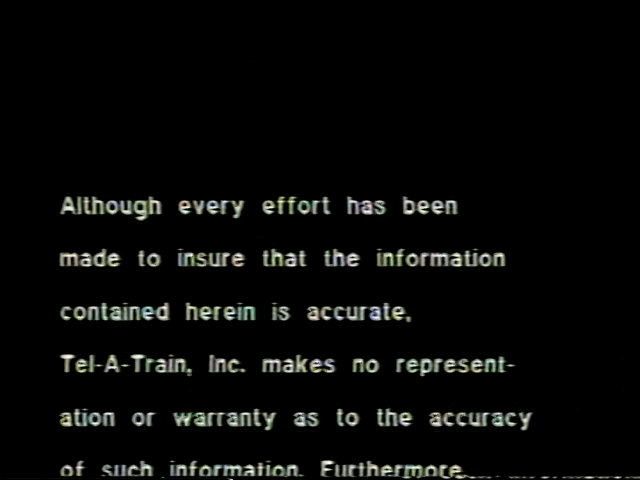 Although every effort has been
made to insure that the information
contained herein is accurate,
Tel-A-Train, Inc. makes no represent-
ation or warranty as to the accuracy
of such information. Furthermore,